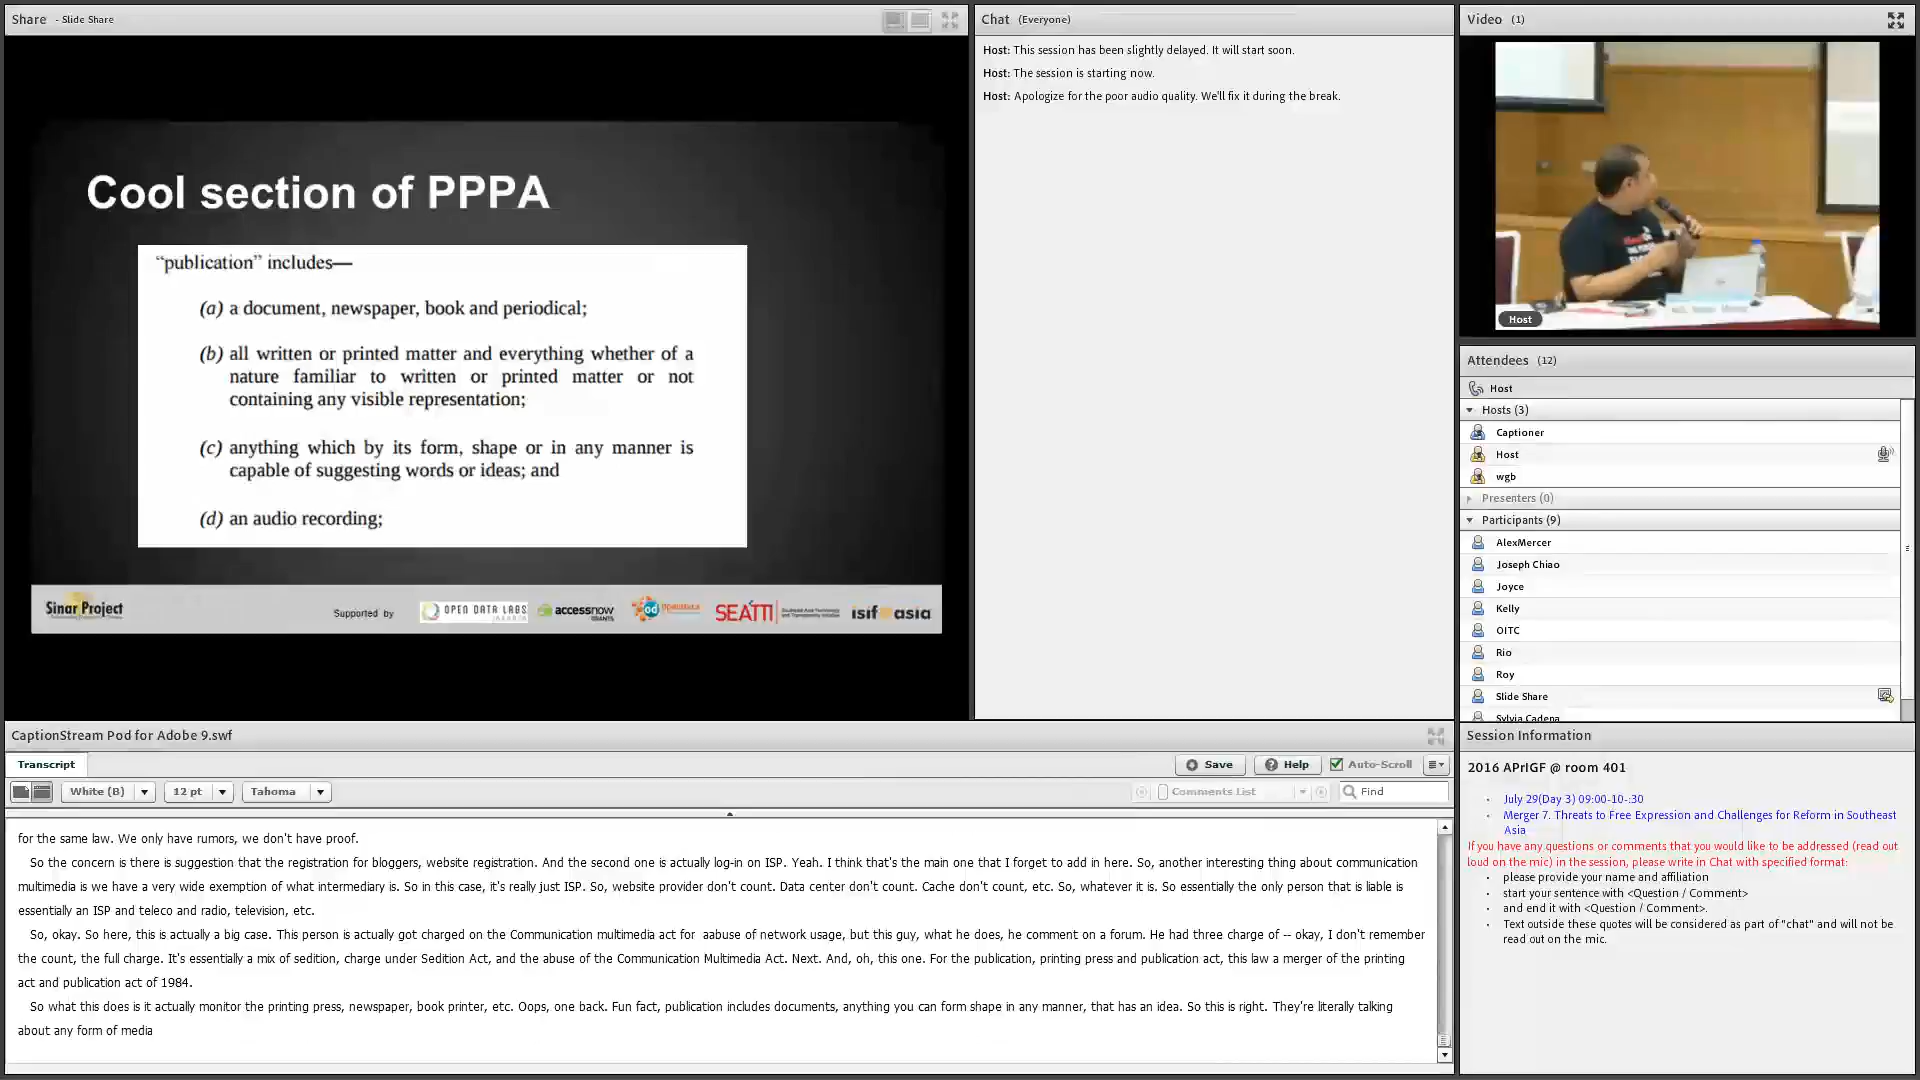 Share - Slide Share
Cool section of PPPA
“publication” includes—
(a) a document, newspaper, book and periodical;
(b) all written or printed matter and everything whether of a
nature familiar to written or printed matter or not
containing any visible representation;
(c) anything which by its form, shape or in any manner is
capable of suggesting words or ideas; and
(d) an audio recording;
Sinar Project
Supported by
OPEN DATA LABS
accessnow
GRANTS
od
SEATTI
isif asia
Chat (Everyone)
Host: This session has been slightly delayed. It will start soon.
Host: The session is starting now.
Host: Apologize for the poor audio quality. We'll fix it during the break.
Video (1)
Host
Attendees (12)
Host
Hosts (3)
Captioner
Host
wgb
Presenters (0)
Participants (9)
AlexMercer
Joseph Chiao
Joyce
Kelly
OITC
Rio
Roy
Slide Share
Sylvia Cadena
CaptionStream Pod for Adobe 9.swf
Transcript
Save
Help
Auto-Scroll
White (B)
12 pt
Tahoma
Comments List
Find
for the same law. We only have rumors, we don't have proof.
So the concern is there is suggestion that the registration for bloggers, website registration. And the second one is actually log-in on ISP. Yeah. I think that's the main one that I forget to add in here. So, another interesting thing about communication
multimedia is we have a very wide exemption of what intermediary is. So in this case, it's really just ISP. So, website provider don't count. Data center don't count. Cache don't count, etc. So, whatever it is. So essentially the only person that is liable is
essentially an ISP and teleco and radio, television, etc.
So, okay. So here, this is actually a big case. This person is actually got charged on the Communication multimedia act for aabuse of network usage, but this guy, what he does, he comment on a forum. He had three charge of -- okay, I don't remember
the count, the full charge. It's essentially a mix of sedition, charge under Sedition Act, and the abuse of the Communication Multimedia Act. Next. And, oh, this one. For the publication, printing press and publication act, this law a merger of the printing
act and publication act of 1984.
So what this does is it actually monitor the printing press, newspaper, book printer, etc. Oops, one back. Fun fact, publication includes documents, anything you can form shape in any manner, that has an idea. So this is right. They're literally talking
about any form of media
Session Information
2016 APrIGF @ room 401
July 29(Day 3) 09:00-10-:30
Merger 7. Threats to Free Expression and Challenges for Reform in Southeast
Asia
If you have any questions or comments that you would like to be addressed (read out
loud on the mic) in the session, please write in Chat with specified format:
please provide your name and affiliation
start your sentence with <Question / Comment>
and end it with <Question / Comment>.
Text outside these quotes will be considered as part of "chat" and will not be
read out on the mic.